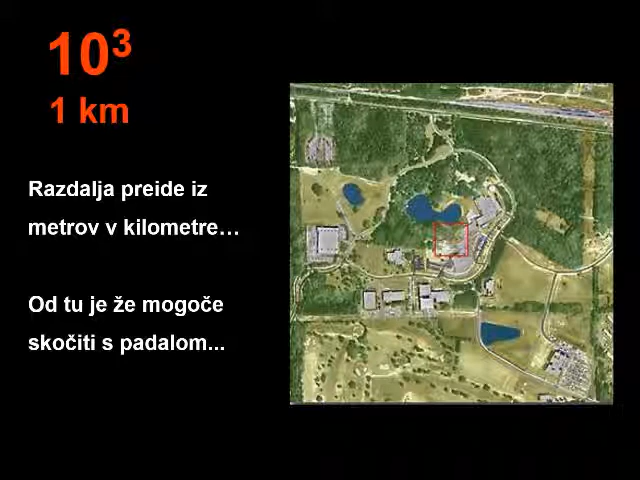 10³
1 km
Razdalja preide iz
metrov v kilometre…
Od tu je že mogoče
skočiti s padalom...